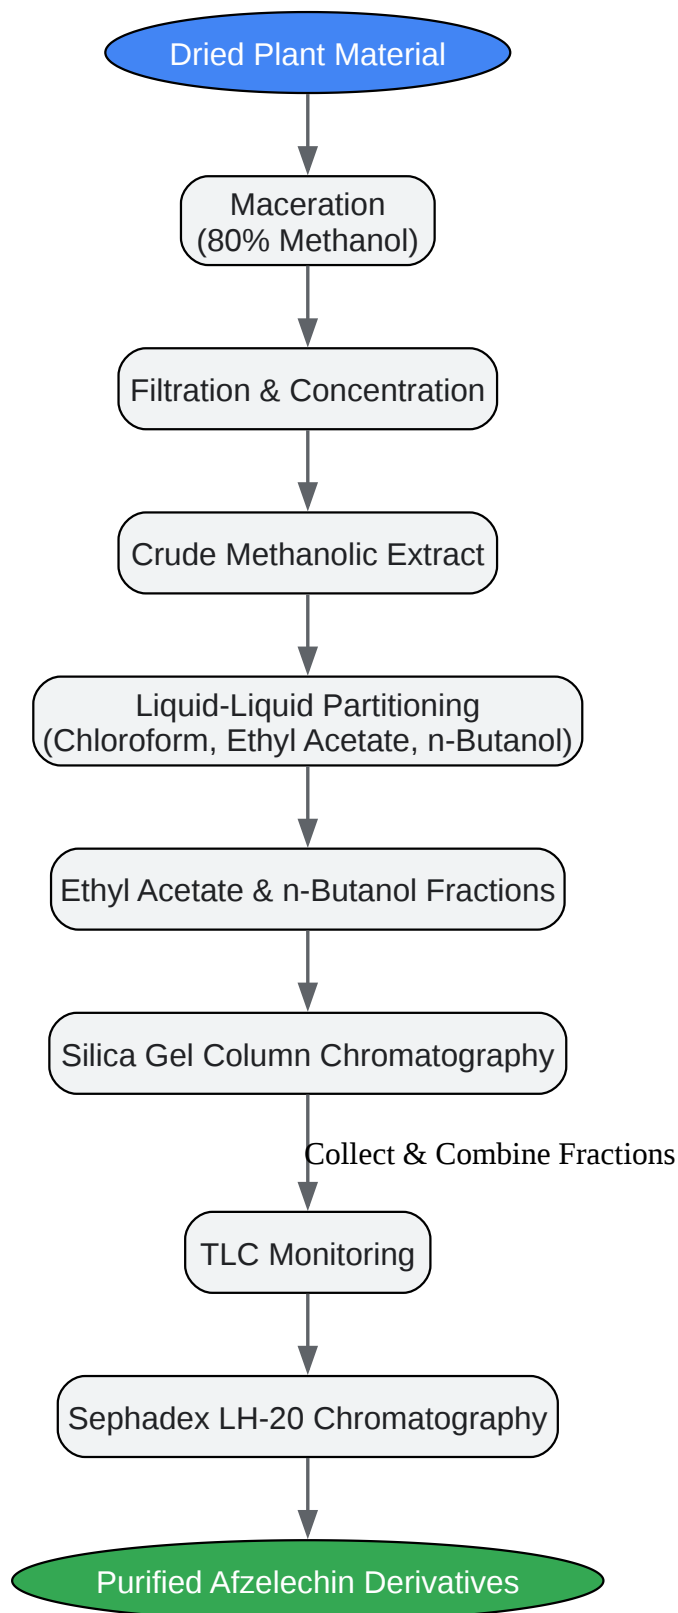 Dried Plant Material
Maceration
(80% Methanol)
Filtration & Concentration
Crude Methanolic Extract
Liquid-Liquid Partitioning
(Chloroform, Ethyl Acetate, n-Butanol)
Ethyl Acetate & n-Butanol Fractions
Silica Gel Column Chromatography
Collect & Combine Fractions
TLC Monitoring
Sephadex LH-20 Chromatography
Purified Afzelechin Derivatives